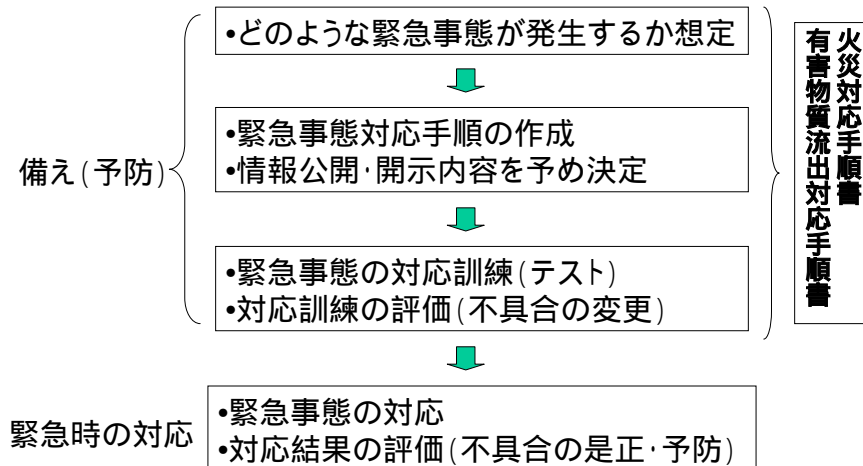 •どのような緊急事態が発生するか想定
•緊急事態対応手順の作成
•情報公開･開示内容を予め決定
備え(予防)
•緊急事態の対応訓練(テスト)
•対応訓練の評価(不具合の変更)
火災対応手順書
有害物質流出対応手順書
緊急時の対応
•緊急事態の対応
•対応結果の評価(不具合の是正･予防)